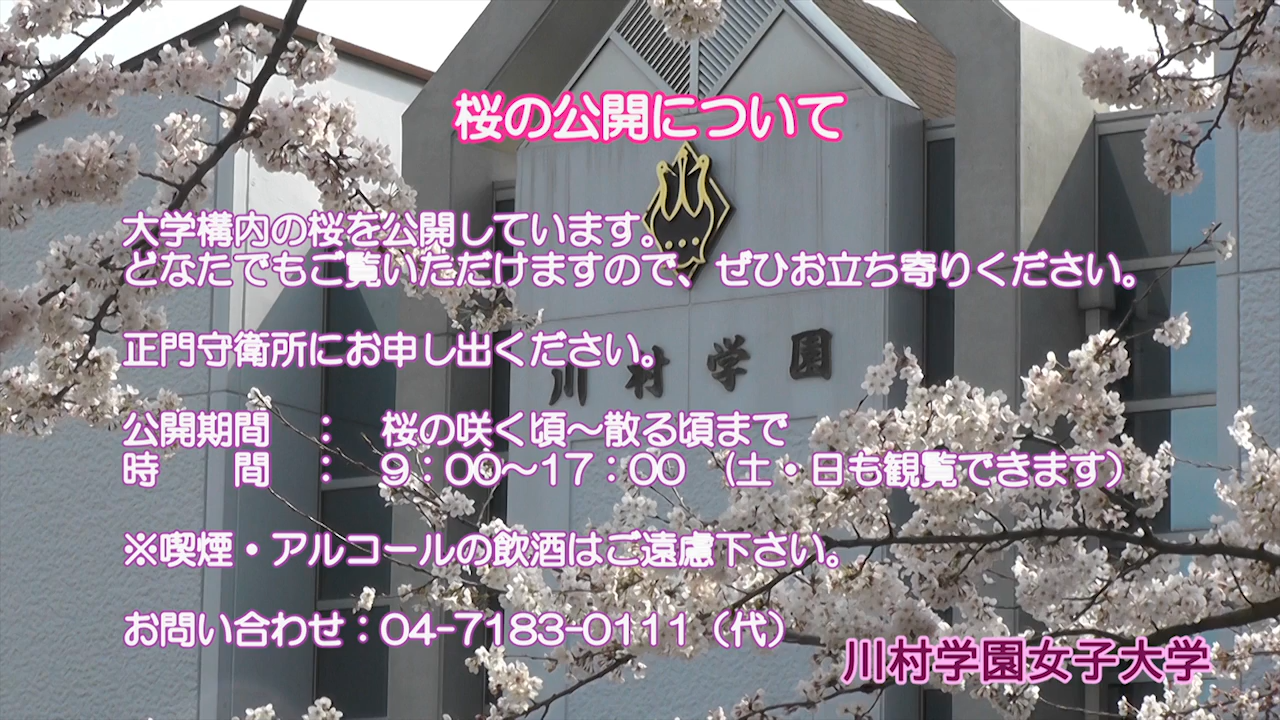 桜の公開について
大学構内の桜を公開しています。
どなたでもご覧いただけますので、ぜひお立ち寄りください。
正門守衛所にお申し出ください。
川村学園
公開期間　：　桜の咲く頃～散る頃まで
時　　間　：　9：00～17：00　（土・日も観覧できます）
※喫煙・アルコールの飲酒はご遠慮下さい。
お問い合わせ：04-7183-0111（代）
川村学園女子大学